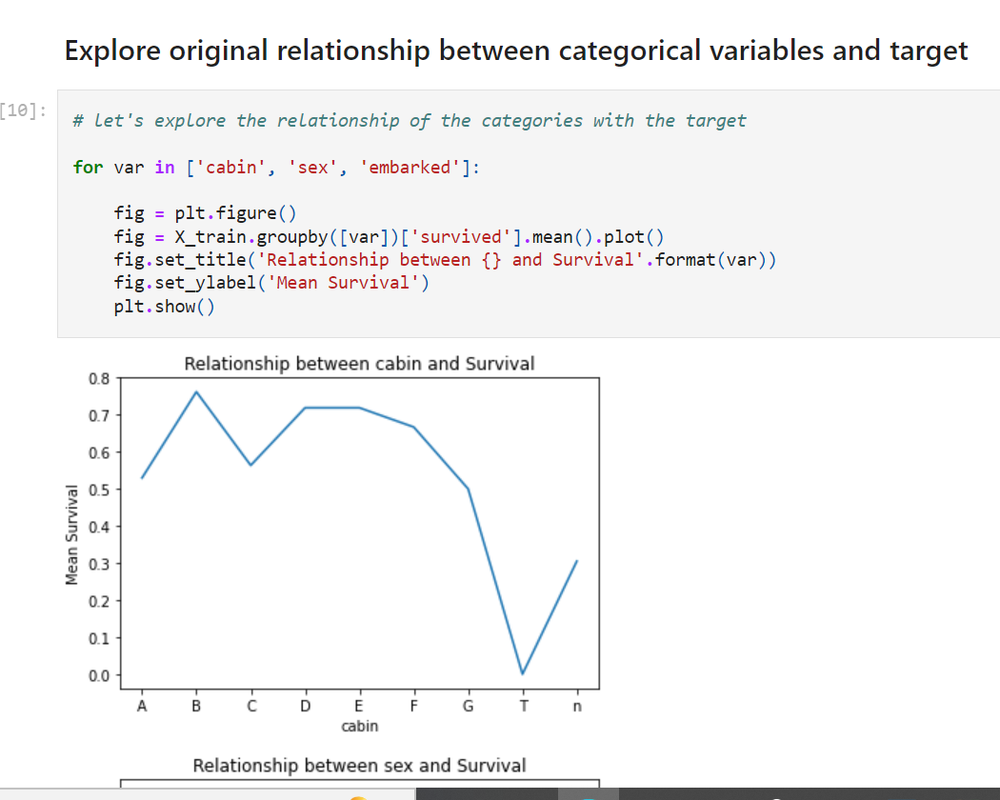 Explore original relationship between categorical variables and target
[10]:
# let's explore the relationship of the categories with the target
for var in ['cabin', 'sex', 'embarked']:
fig = plt.figure()
fig = X_train.groupby([var])['survived'].mean().plot()
fig.set_title('Relationship between {} and Survival'.format(var))
fig.set_ylabel('Mean Survival')
plt.show()
Relationship between cabin and Survival
0.8
0.7
0.6
0.5
0.4
0.3
0.2
0.1
0.0
Mean Survival
A B C D E F G T n
cabin
Relationship between sex and Survival